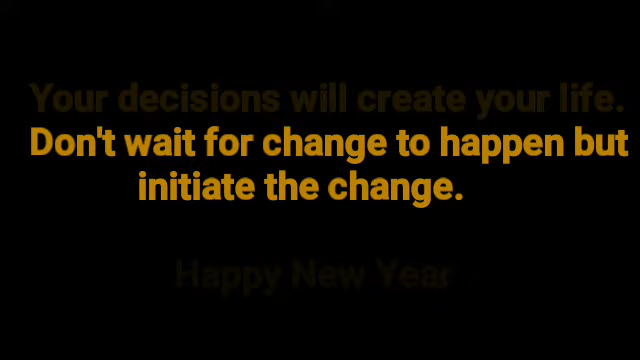 Your decisions will create your life.
Don't wait for change to happen but
initiate the change.
Happy New Year